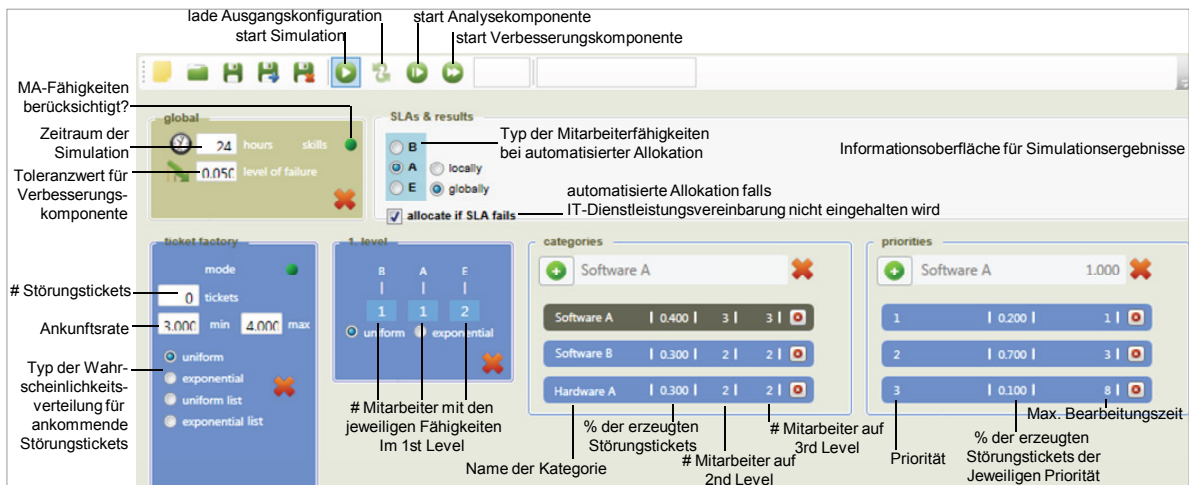 lade Ausgangskonfiguration
start Analysekomponente
start Simulation
start Verbesserungskomponente
MA-Fähigkeiten
berücksichtigt?
Zeitraum der
Simulation
Toleranzwert für
Verbesserungs-
komponente
global
24 hours skills
0.050 level of failure
SLAs & results
B
A
E
locally
globally
allocate if SLA fails
Typ der Mitarbeiterfähigkeiten
bei automatisierter Allokation
Informationsoberfläche für Simulationsergebnisse
automatisierte Allokation falls
IT-Dienstleistungsvereinbarung nicht eingehalten wird
# Störungstickets
Ankunftsrate
Typ der Wahr-
scheinlichkeits-
verteilung für
ankommende
Störungstickets
ticket factory
mode
0 tickets
3.000 min 4.000 max
uniform
exponential
uniform list
exponential list
1. level
B A E
1 1 2
uniform exponential
# Mitarbeiter mit den
jeweiligen Fähigkeiten
Im 1st Level
categories
Software A
Software A | 0.400 | 3 | 3 |
Software B | 0.300 | 2 | 2 |
Hardware A | 0.300 | 2 | 2 |
% der erzeugten
Störungstickets
# Mitarbeiter auf
3rd Level
Name der Kategorie
# Mitarbeiter auf
2nd Level
priorities
Software A 1.000
1 | 0.200 | 1 |
2 | 0.700 | 3 |
3 | 0.100 | 8 |
Max. Bearbeitungszeit
Priorität
% der erzeugten
Störungstickets der
Jeweiligen Priorität